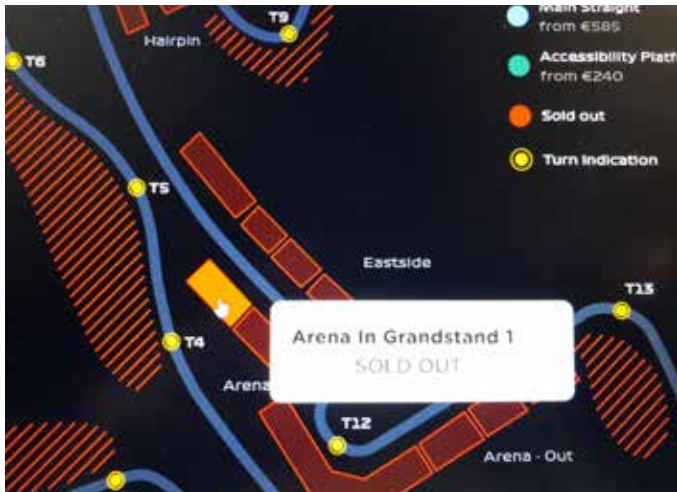 T9
Main Straight
from €585
Hairpin
T6
Accessibility Platf
from €240
Sold out
Turn Indication
T5
Eastside
T13
Arena In Grandstand 1
SOLD OUT
T4
Arena
T12
Arena - Out